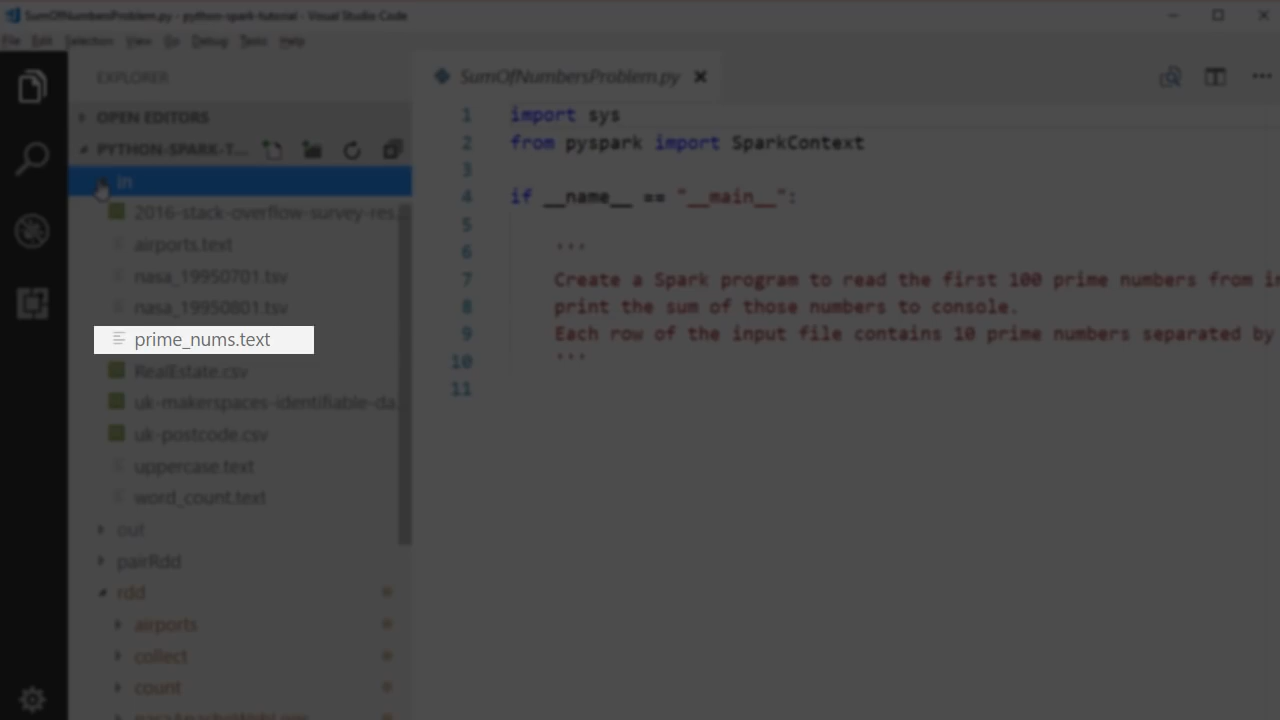 SumOfNumbersProblem.py - python-spark-tutorial - Visual Studio Code
File Edit Selection View Go Debug Tasks Help
EXPLORER
SumOfNumbersProblem.py
OPEN EDITORS
PYTHON-SPARK-T...
in
2016-stack-overflow-survey-res...
airports.text
nasa_19950701.tsv
nasa_19950801.tsv
prime_nums.text
RealEstate.csv
uk-makerspaces-identifiable-da...
uk-postcode.csv
uppercase.text
word_count.text
out
pairRdd
rdd
airports
collect
count
1 import sys
2 from pyspark import SparkContext
3
4 if __name__ == "__main__":
5
6 '''
7 Create a Spark program to read the first 100 prime numbers from
8 print the sum of those numbers to console.
9 Each row of the input file contains 10 prime numbers separated by
10 '''
11